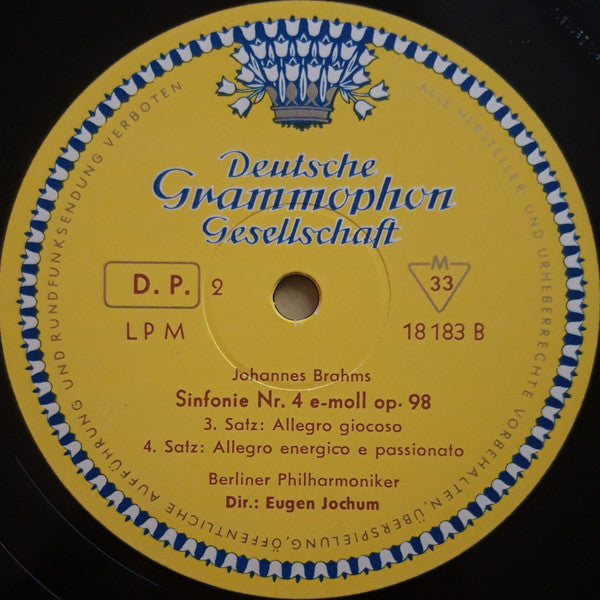 Deutsche
Grammophon
Gesellschaft
D. P. 2
M
33
LPM
18 183 B
Johannes Brahms
Sinfonie Nr. 4 e-moll op. 98
3. Satz: Allegro giocoso
4. Satz: Allegro energico e passionato
Berliner Philharmoniker
Dir.: Eugen Jochum
ALLE HERSTELLER- UND URHEBERRECHTE VORBEHALTEN, ÜBERSPIELUNG, ÖFFENTLICHE AUFFÜHRUNG UND RUNDFUNKSENDUNG VERBOTEN